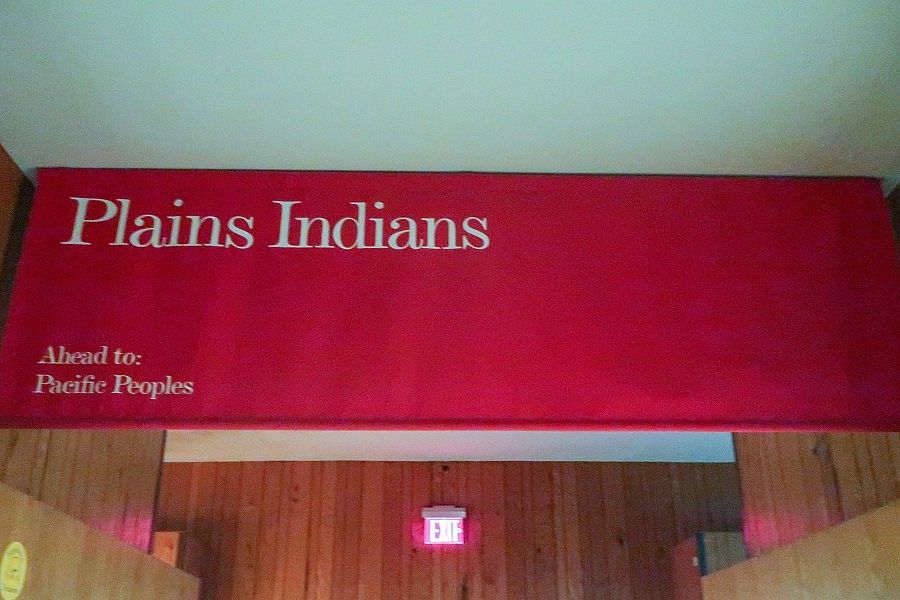 Plains Indians
Ahead to:
Pacific Peoples
EXIT